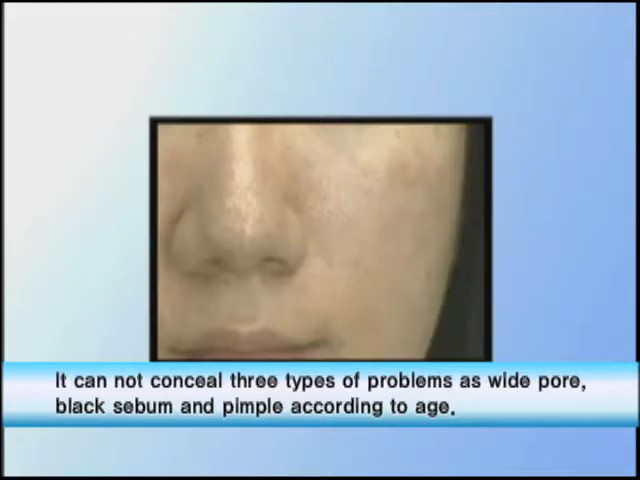 It can not conceal three types of problems as wide pore,
black sebum and pimple according to age.